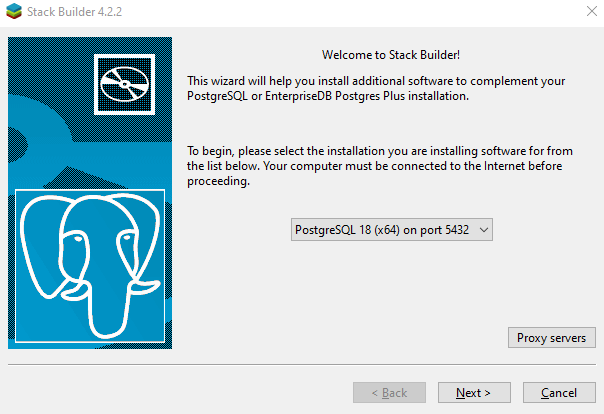 Stack Builder 4.2.2
Welcome to Stack Builder!
This wizard will help you install additional software to complement your
PostgreSQL or EnterpriseDB Postgres Plus installation.
To begin, please select the installation you are installing software for from
the list below. Your computer must be connected to the Internet before
proceeding.
PostgreSQL 18 (x64) on port 5432
Proxy servers
< Back
Next >
Cancel